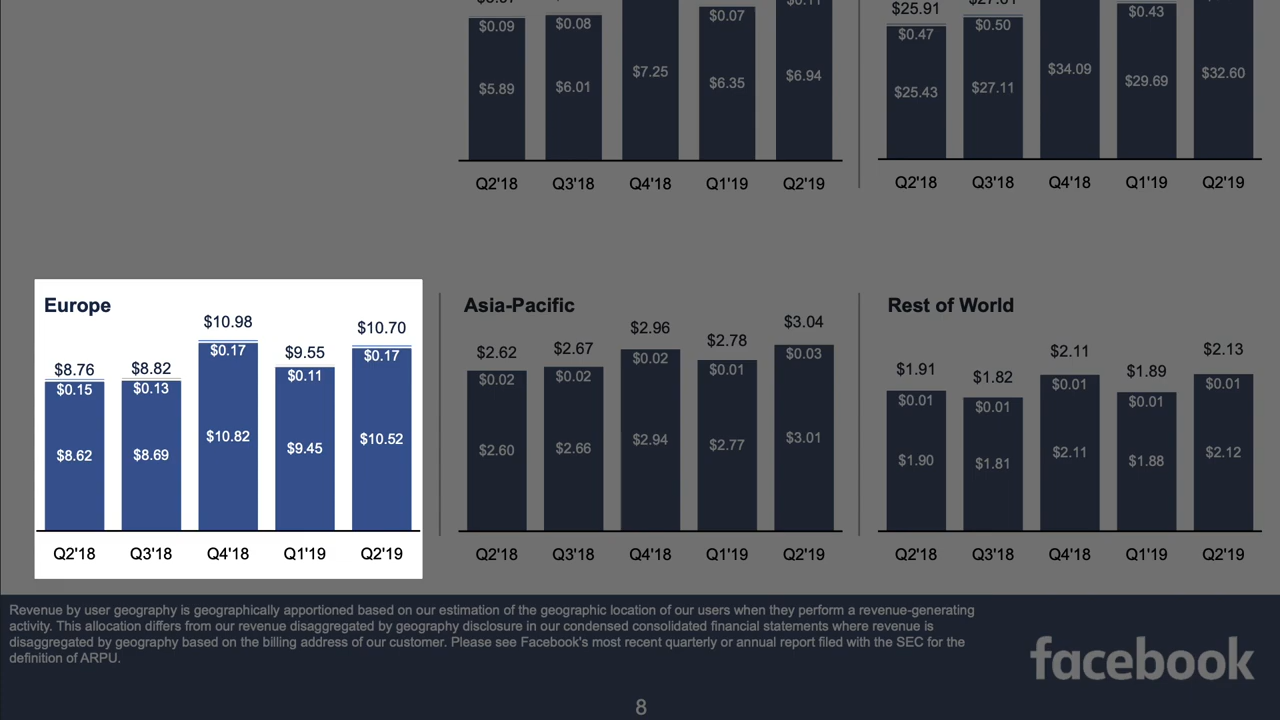 $25.91
$0.09 $0.08 $0.07 $0.11
$0.47 $0.50 $0.43
$5.89 $6.01 $7.25 $6.35 $6.94
$25.43 $27.11 $34.09 $29.69 $32.60
Q2'18 Q3'18 Q4'18 Q1'19 Q2'19
Q2'18 Q3'18 Q4'18 Q1'19 Q2'19
Europe
$8.76 $8.82 $10.98 $9.55 $10.70
$0.15 $0.13 $0.17 $0.11 $0.17
$8.62 $8.69 $10.82 $9.45 $10.52
Q2'18 Q3'18 Q4'18 Q1'19 Q2'19
Asia-Pacific
$2.62 $2.67 $2.96 $2.78 $3.04
$0.02 $0.02 $0.02 $0.01 $0.03
$2.60 $2.66 $2.94 $2.77 $3.01
Q2'18 Q3'18 Q4'18 Q1'19 Q2'19
Rest of World
$1.91 $1.82 $2.11 $1.89 $2.13
$0.01 $0.01 $0.01 $0.01 $0.01
$1.90 $1.81 $2.11 $1.88 $2.12
Q2'18 Q3'18 Q4'18 Q1'19 Q2'19
Revenue by user geography is geographically apportioned based on our estimation of the geographic location of our users when they perform a revenue-generating
activity. This allocation differs from our revenue disaggregated by geography disclosure in our condensed consolidated financial statements where revenue is
disaggregated by geography based on the billing address of our customer. Please see Facebook's most recent quarterly or annual report filed with the SEC for the
definition of ARPU.
facebook
8